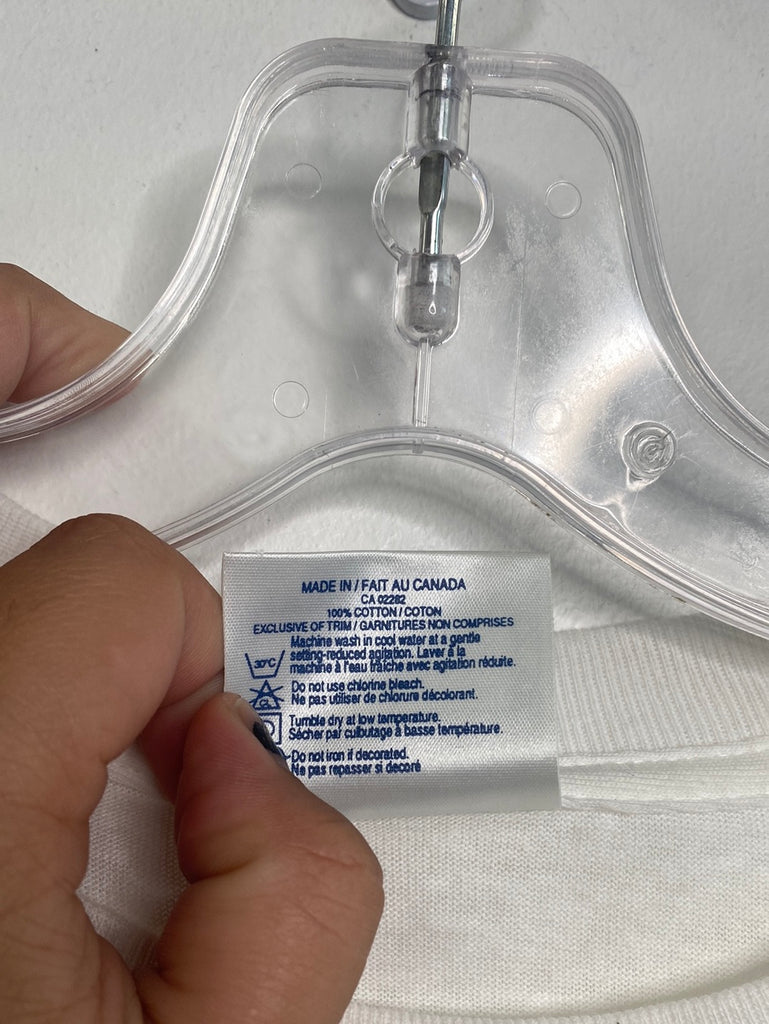 MADE IN / FAIT AU CANADA
CA 02282
100% COTTON / COTON
EXCLUSIVE OF TRIM / GARNITURES NON COMPRISES
Machine wash in cool water at a gentle
setting-reduced agitation. Laver à la
machine à l'eau fraîche avec agitation réduite.
30°C
Do not use chlorine bleach.
Ne pas utiliser de chlorure décolorant.
CL
Tumble dry at low temperature.
Sécher par culbutage à basse température.
Do not iron if decorated.
Ne pas repasser si decoré